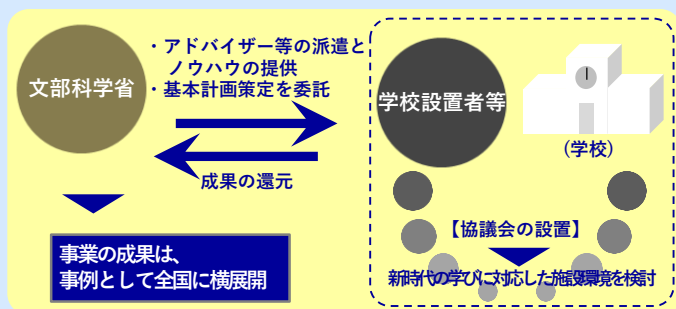 ・アドバイザー等の派遣と
ノウハウの提供
・基本計画策定を委託
文部科学省
学校設置者等
(学校)
成果の還元
【協議会の設置】
事業の成果は、
事例として全国に横展開
新時代の学びに対応した施設環境を検討